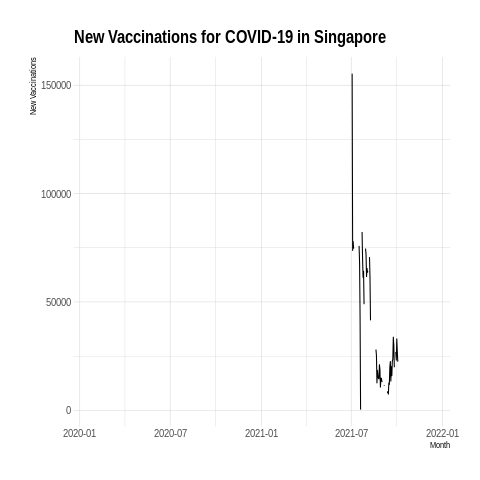 New Vaccinations for COVID-19 in Singapore
New Vaccinations
150000
100000
50000
0
2020-01 2020-07 2021-01 2021-07 2022-01
Month